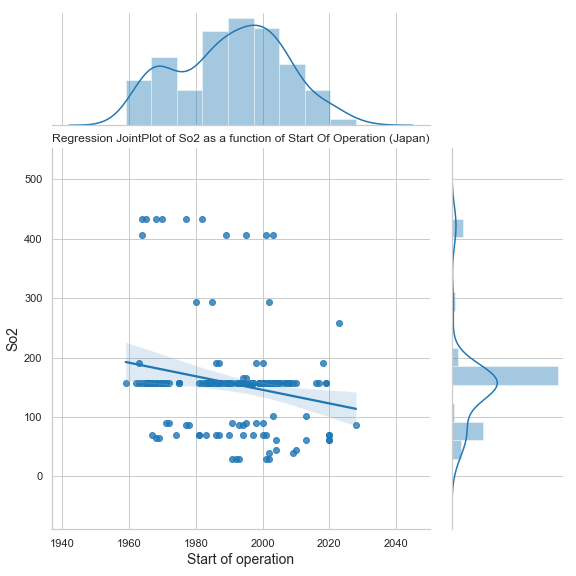 Regression JointPlot of So2 as a function of Start Of Operation (Japan)
500
400
300
200
100
0
So2
1940 1960 1980 2000 2020 2040
Start of operation